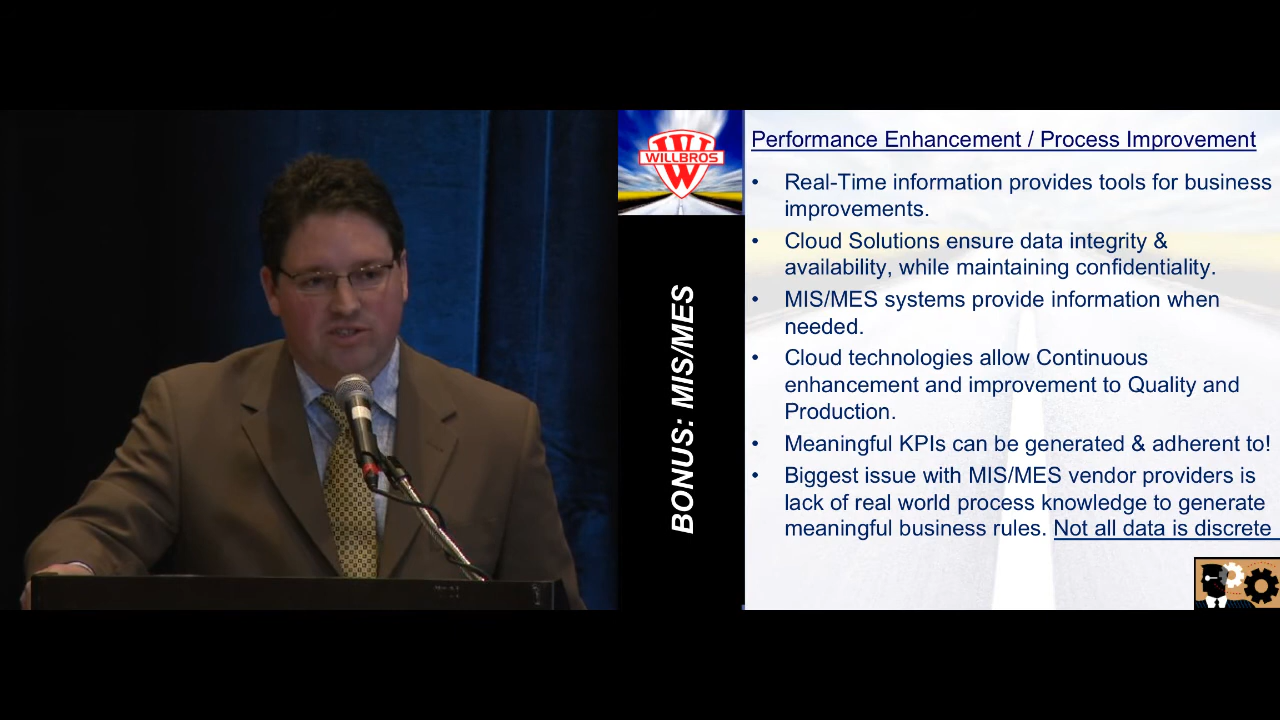 WILLBROS
BONUS: MIS/MES
Performance Enhancement / Process Improvement
• Real-Time information provides tools for business
improvements.
• Cloud Solutions ensure data integrity &
availability, while maintaining confidentiality.
• MIS/MES systems provide information when
needed.
• Cloud technologies allow Continuous
enhancement and improvement to Quality and
Production.
• Meaningful KPIs can be generated & adherent to!
• Biggest issue with MIS/MES vendor providers is
lack of real world process knowledge to generate
meaningful business rules. Not all data is discrete